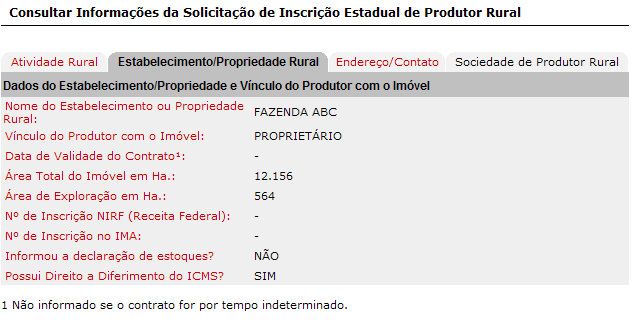 Consultar Informações da Solicitação de Inscrição Estadual de Produtor Rural
Atividade Rural Estabelecimento/Propriedade Rural Endereço/Contato Sociedade de Produtor Rural
Dados do Estabelecimento/Propriedade e Vínculo do Produtor com o Imóvel
Nome do Estabelecimento ou Propriedade
Rural: FAZENDA ABC
Vínculo do Produtor com o Imóvel: PROPRIETÁRIO
Data de Validade do Contrato¹: -
Área Total do Imóvel em Ha.: 12.156
Área de Exploração em Ha.: 564
Nº de Inscrição NIRF (Receita Federal): -
Nº de Inscrição no IMA: -
Informou a declaração de estoques? NÃO
Possui Direito a Diferimento do ICMS? SIM
1 Não informado se o contrato for por tempo indeterminado.